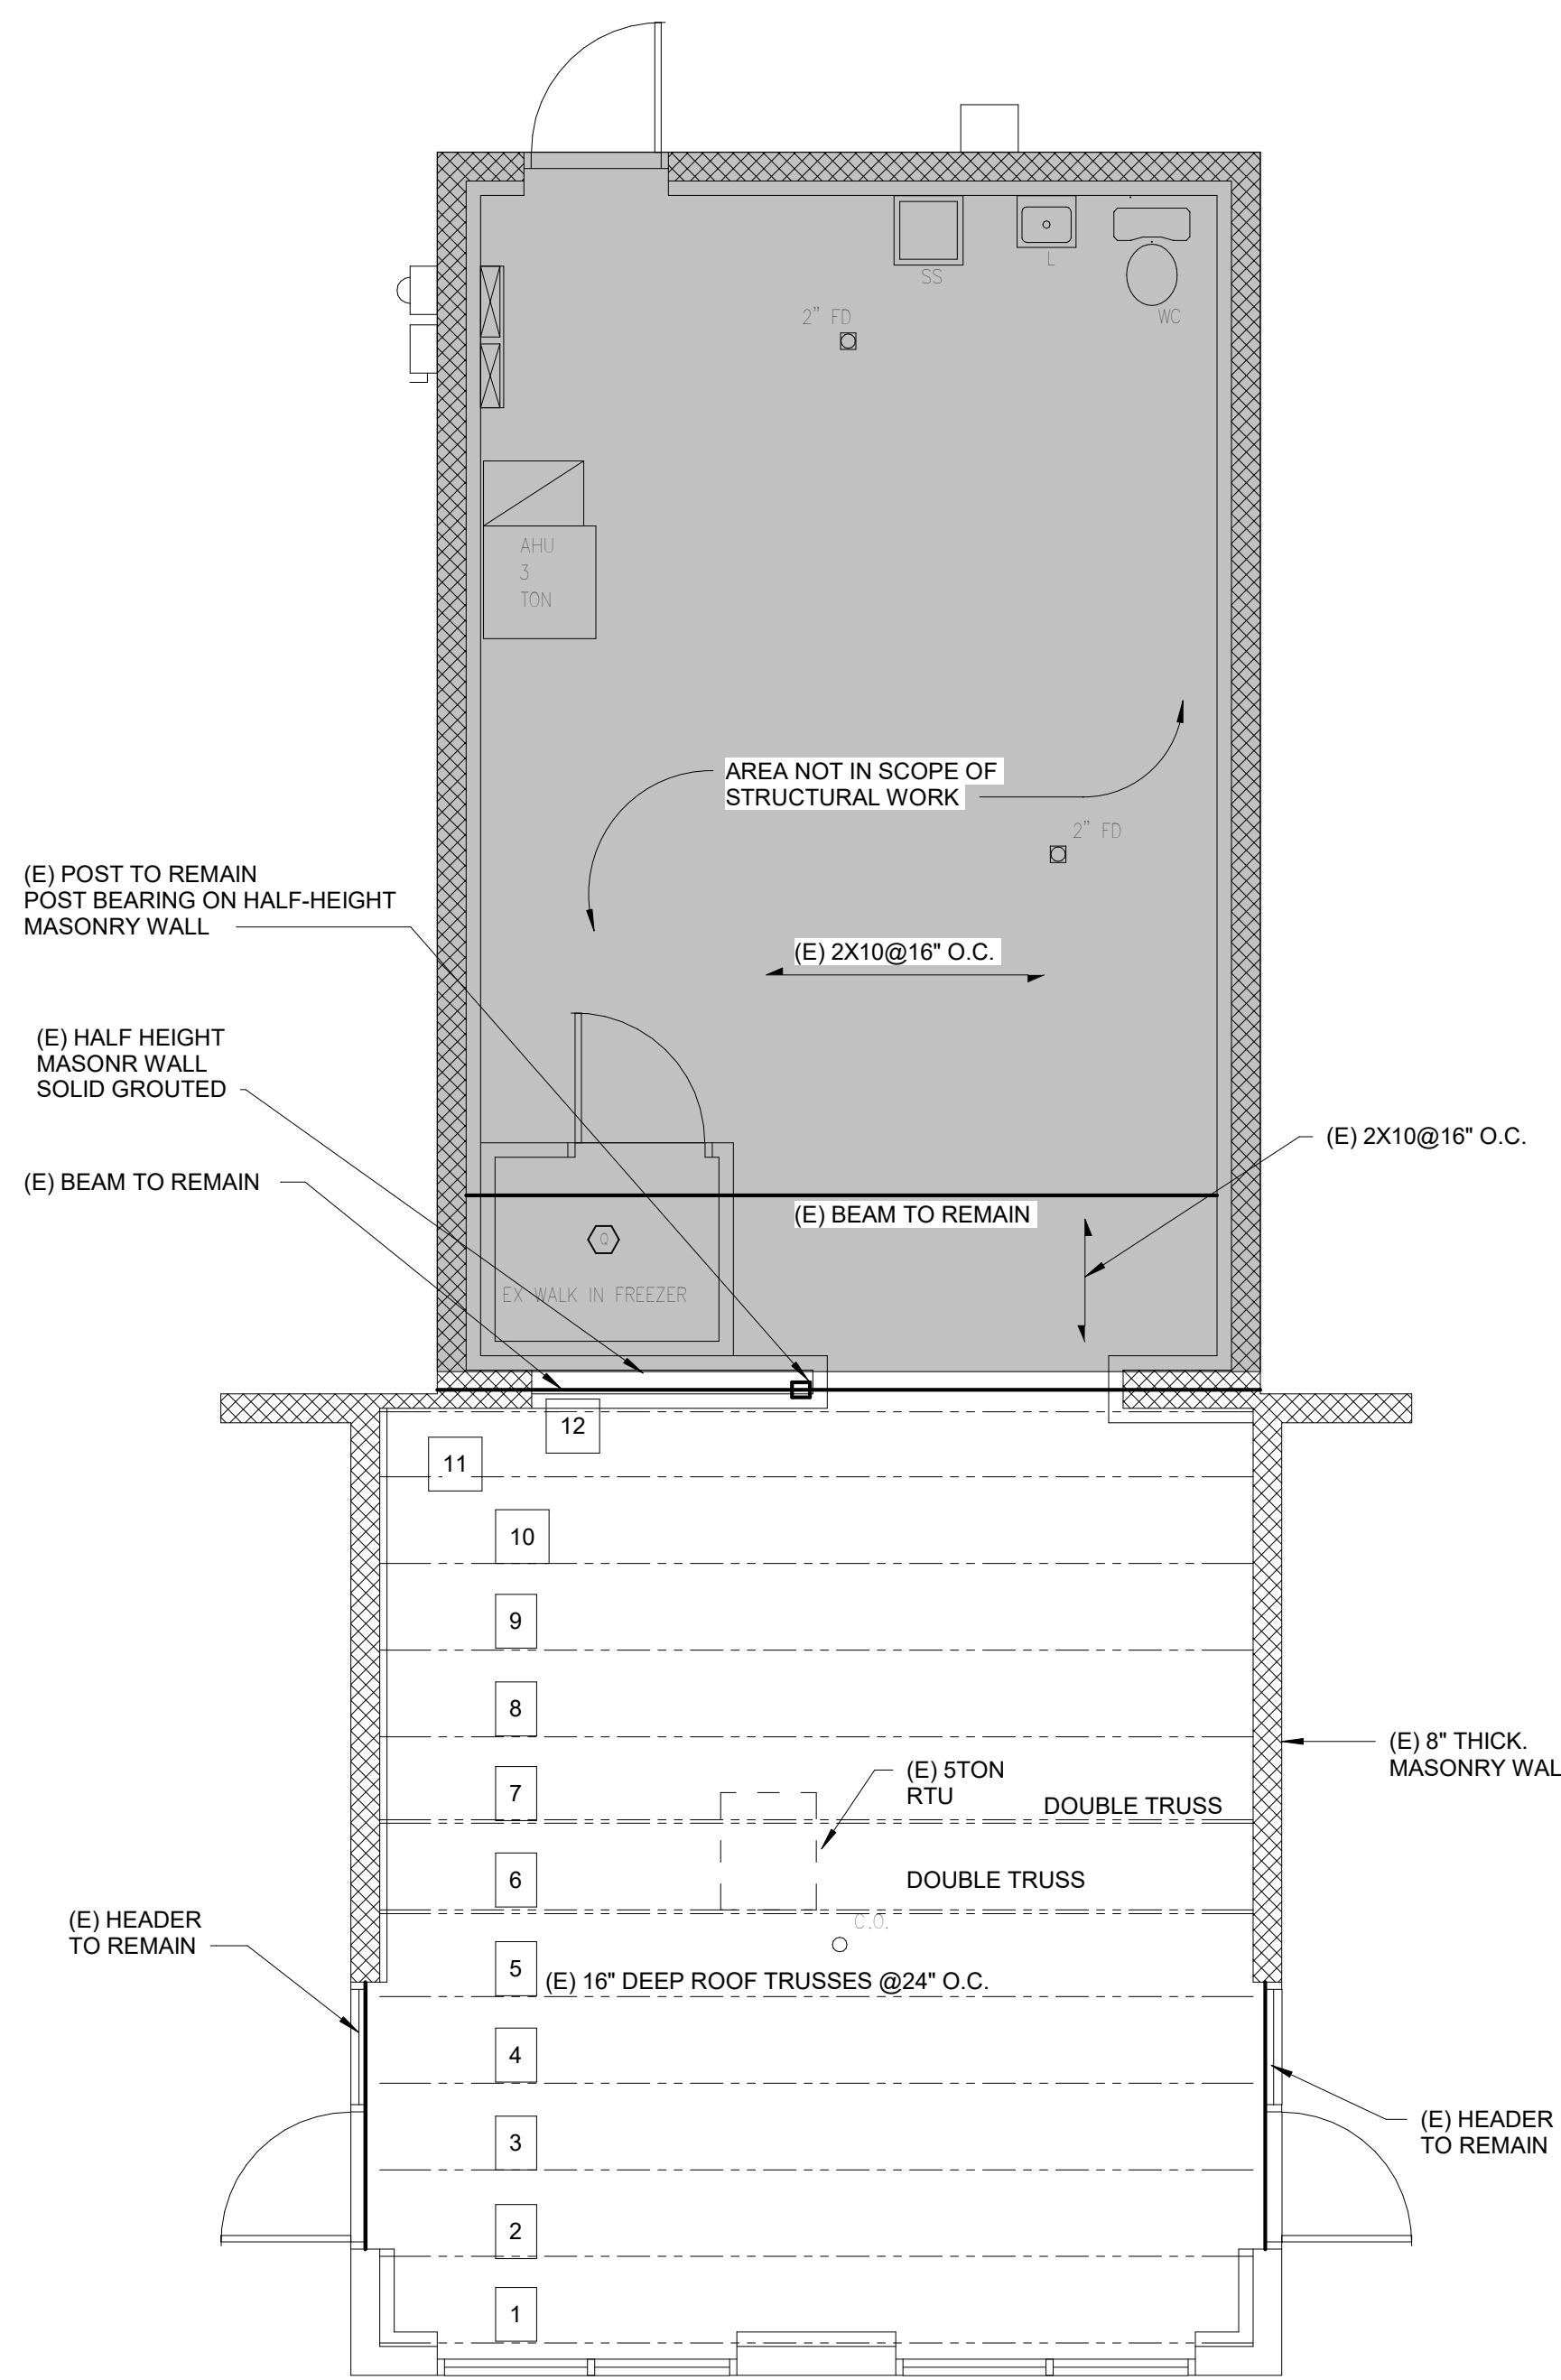 SS
L
WC
2" FD
AHU
3
TON
AREA NOT IN SCOPE OF
STRUCTURAL WORK
2" FD
(E) POST TO REMAIN
POST BEARING ON HALF-HEIGHT
MASONRY WALL
(E) 2X10@16" O.C.
(E) HALF HEIGHT
MASONR WALL
SOLID GROUTED
(E) 2X10@16" O.C.
(E) BEAM TO REMAIN
(E) BEAM TO REMAIN
Q
EX WALK IN FREEZER
12
11
10
9
8
(E) 8" THICK.
MASONRY WAL
7
(E) 5TON
RTU
DOUBLE TRUSS
6
DOUBLE TRUSS
(E) HEADER
TO REMAIN
C.O.
5
(E) 16" DEEP ROOF TRUSSES @24" O.C.
4
3
(E) HEADER
TO REMAIN
2
1